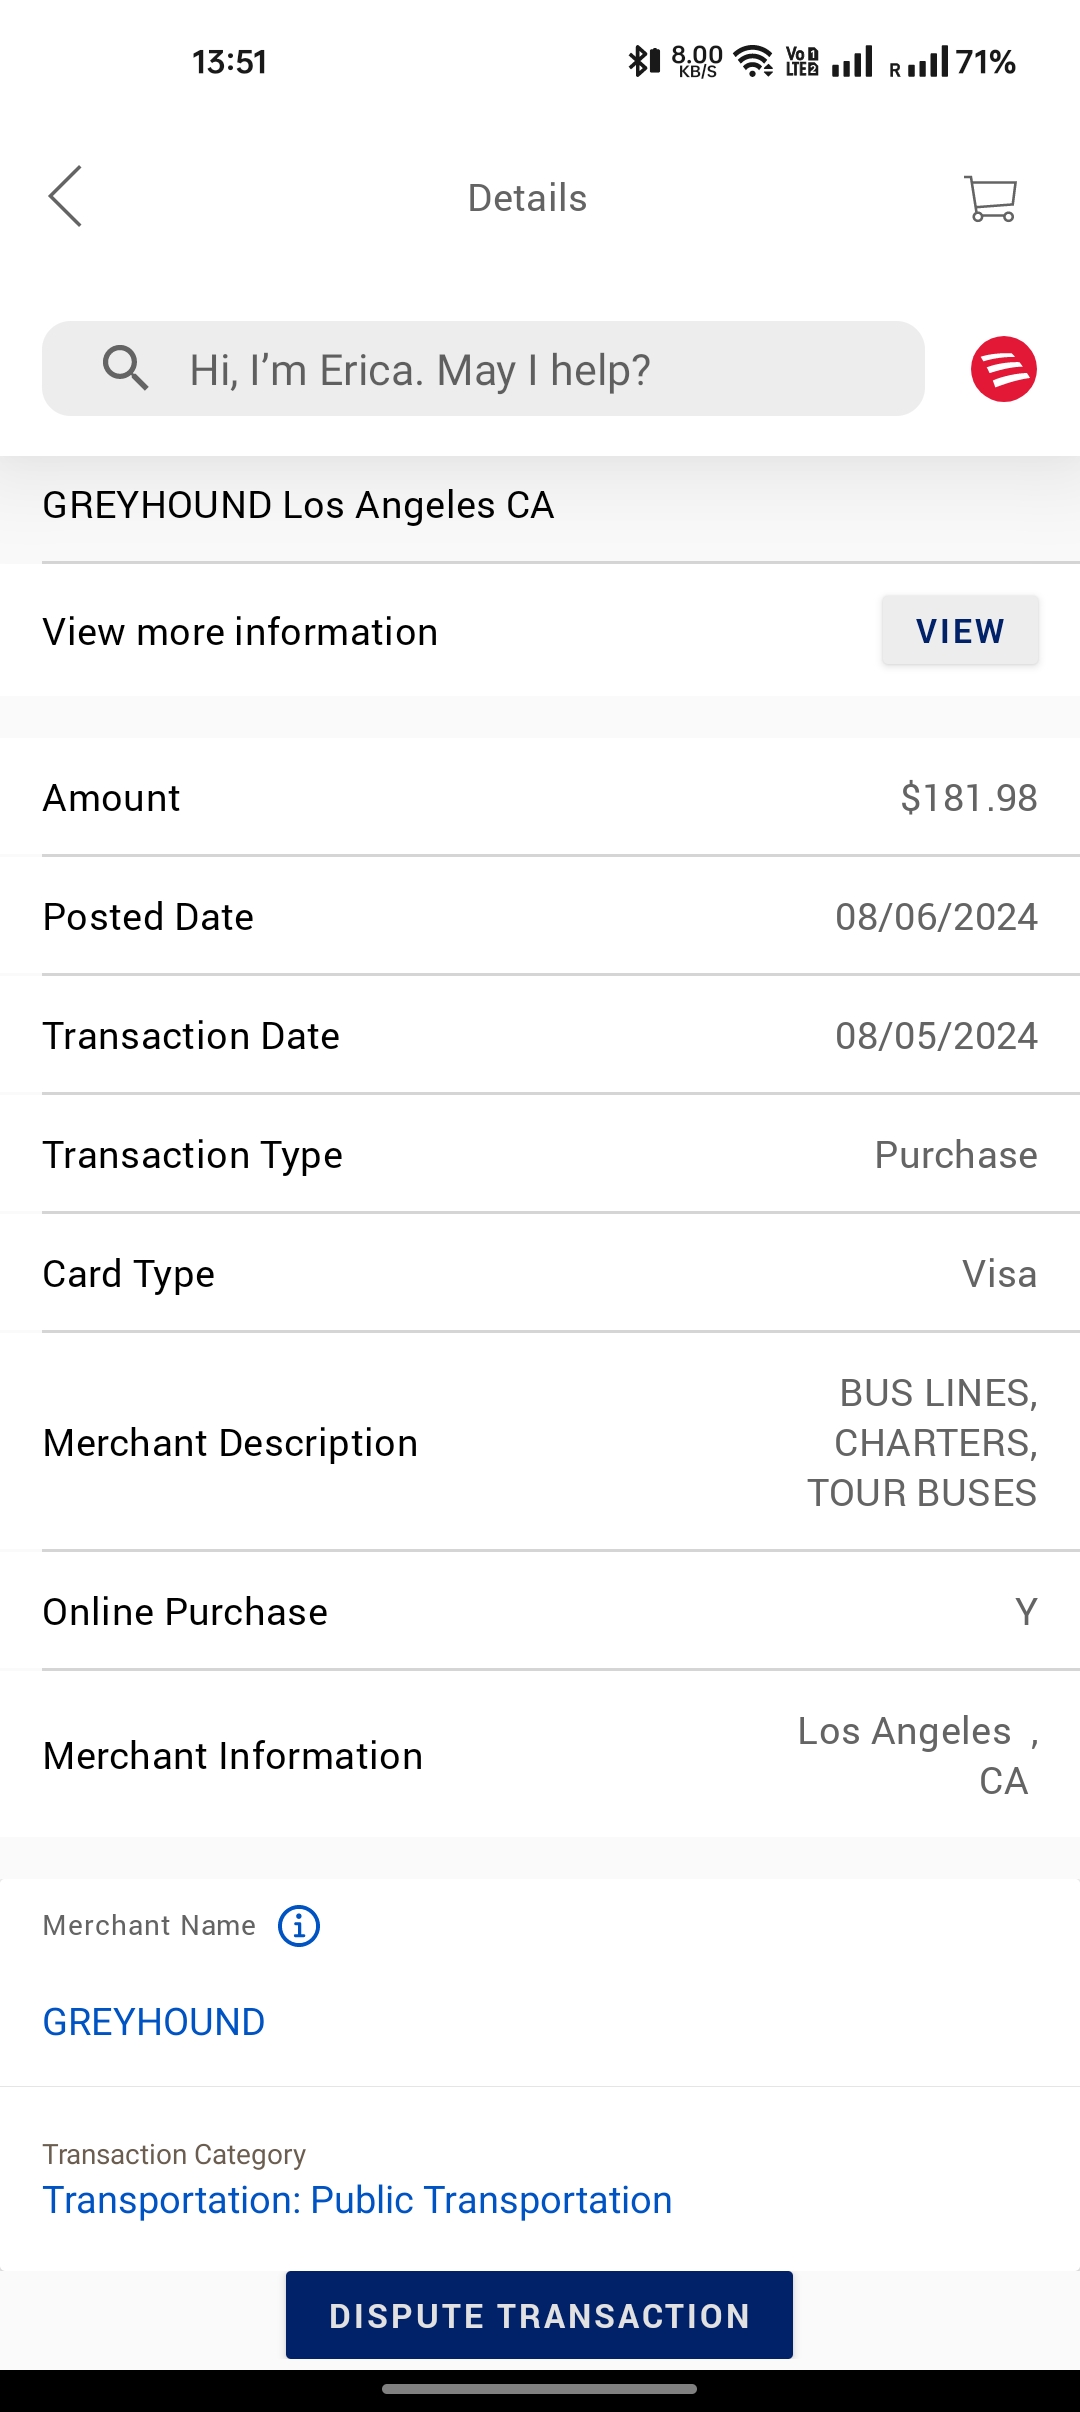 13:51
8.00
KB/S
Vo 1
LTE 2
R
71%
Details
Hi, I’m Erica. May I help?
GREYHOUND Los Angeles CA
View more information
VIEW
Amount
$181.98
Posted Date
08/06/2024
Transaction Date
08/05/2024
Transaction Type
Purchase
Card Type
Visa
Merchant Description
BUS LINES,
CHARTERS,
TOUR BUSES
Online Purchase
Y
Merchant Information
Los Angeles  ,
CA
Merchant Name
GREYHOUND
Transaction Category
Transportation: Public Transportation
DISPUTE TRANSACTION